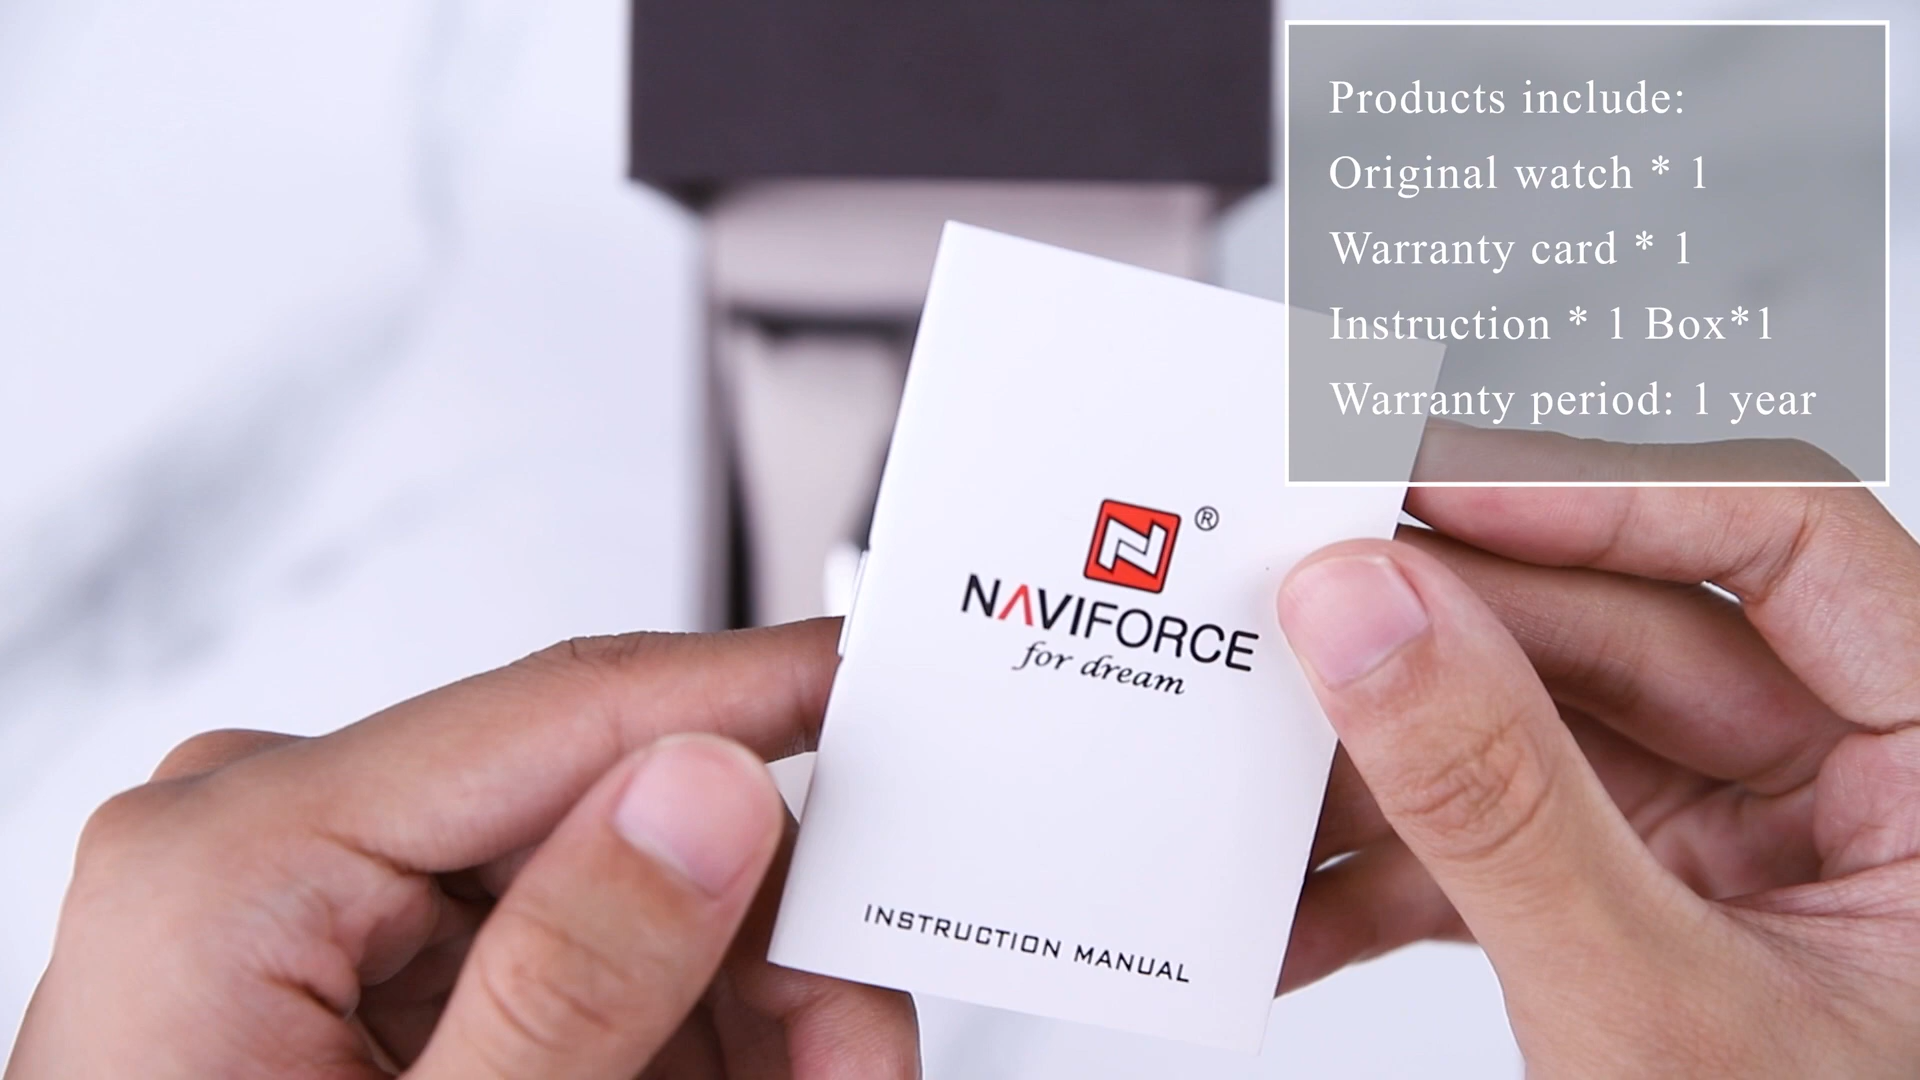 Products include:
Original watch * 1
Warranty card * 1
Instruction * 1 Box*1
Warranty period: 1 year
®
NAVIFORCE
for dream
INSTRUCTION MANUAL